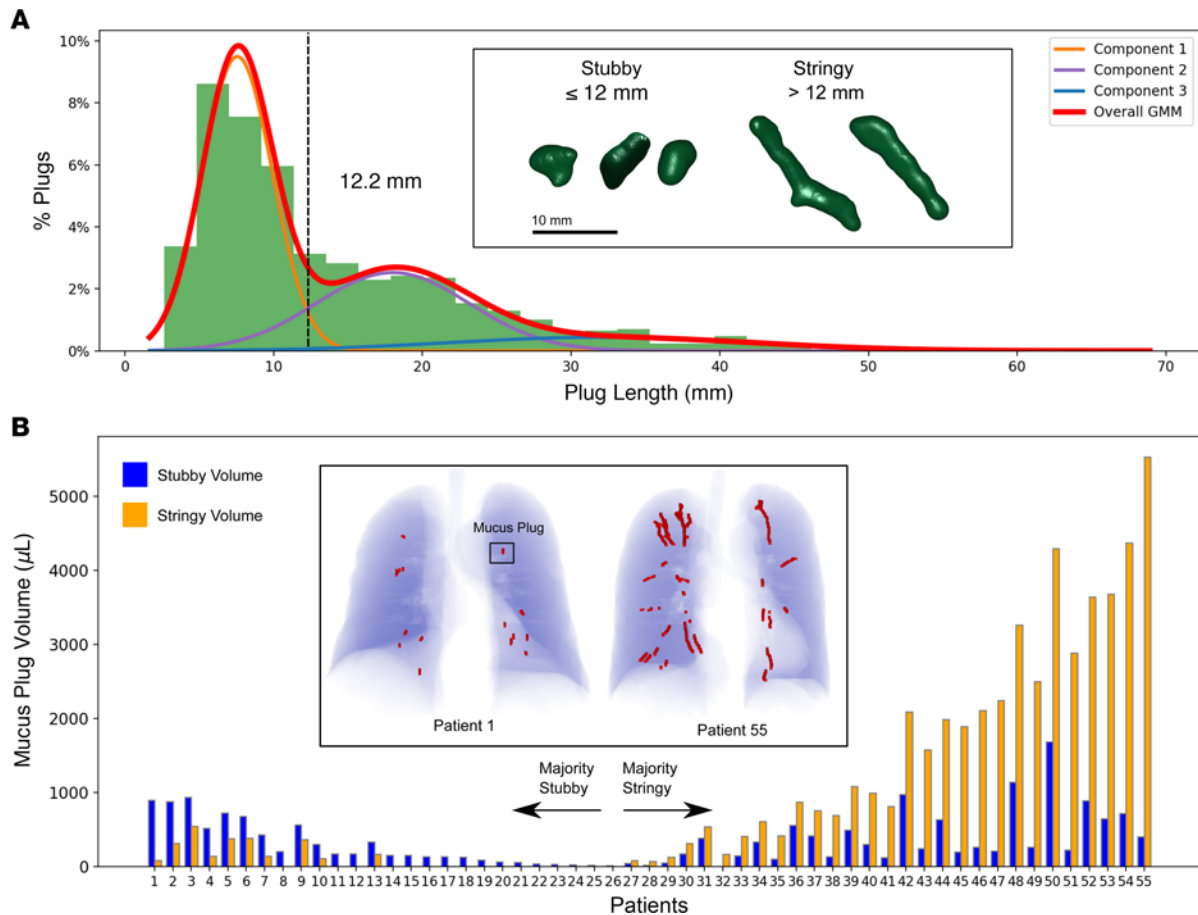 A
10%
8%
6%
4%
2%
0%
% Plugs
12.2 mm
Stubby
≤ 12 mm
Stringy
> 12 mm
10 mm
Component 1
Component 2
Component 3
Overall GMM
0 10 20 30 40 50 60 70
Plug Length (mm)
B
Stubby Volume
Stringy Volume
5000
4000
3000
2000
1000
0
Mucus Plug Volume (μL)
Mucus Plug
Patient 1
Patient 55
Majority
Stubby
Majority
Stringy
1 2 3 4 5 6 7 8 9 10 11 12 13 14 15 16 17 18 19 20 21 22 23 24 25 26 27 28 29 30 31 32 33 34 35 36 37 38 39 40 41 42 43 44 45 46 47 48 49 50 51 52 53 54 55
Patients